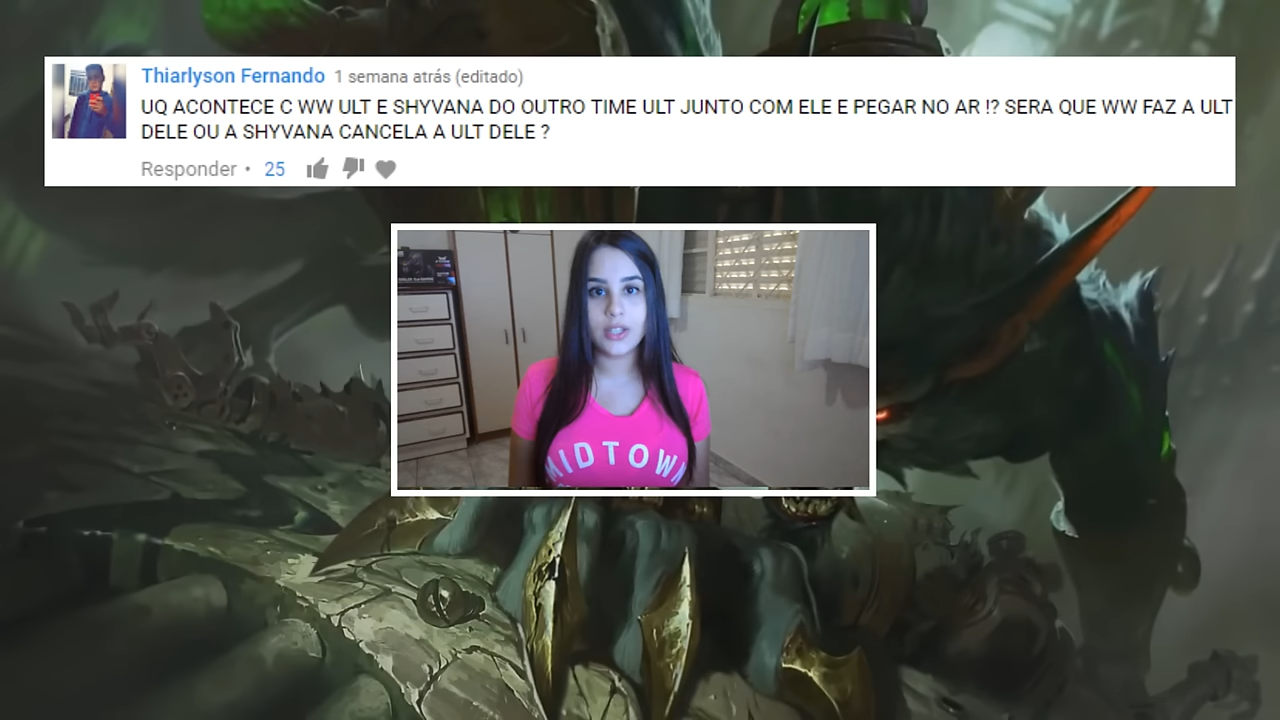 Thiarlyson Fernando 1 semana atrás (editado)
UQ ACONTECE C WW ULT E SHYVANA DO OUTRO TIME ULT JUNTO COM ELE E PEGAR NO AR !? SERA QUE WW FAZ A ULT
DELE OU A SHYVANA CANCELA A ULT DELE ?
Responder • 25
MIDTOWN